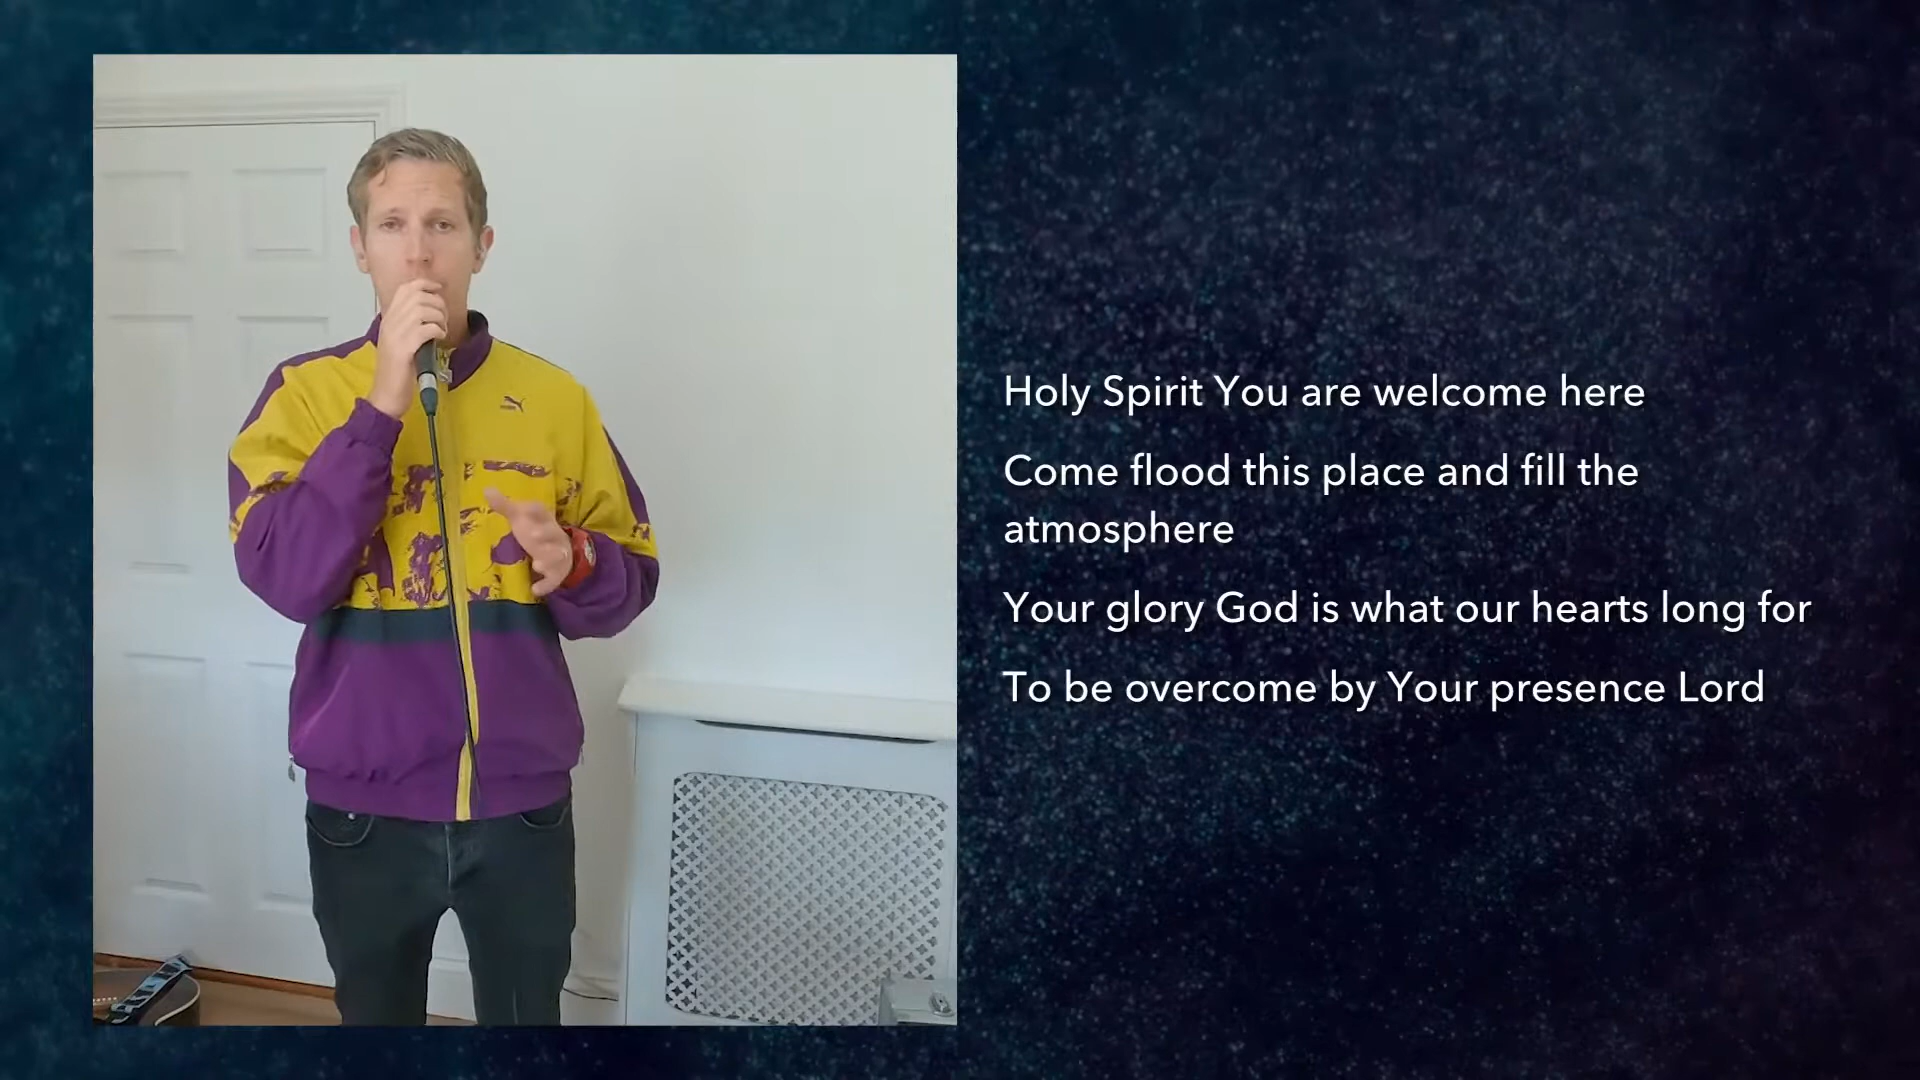 Holy Spirit You are welcome here
Come flood this place and fill the
atmosphere
Your glory God is what our hearts long for
To be overcome by Your presence Lord